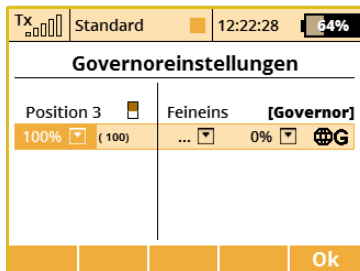 Tx Standard 12:22:28 64%
Governoreinstellungen
Position 3 Feineins [Governor]
100% ( 100) ... 0% G
Ok